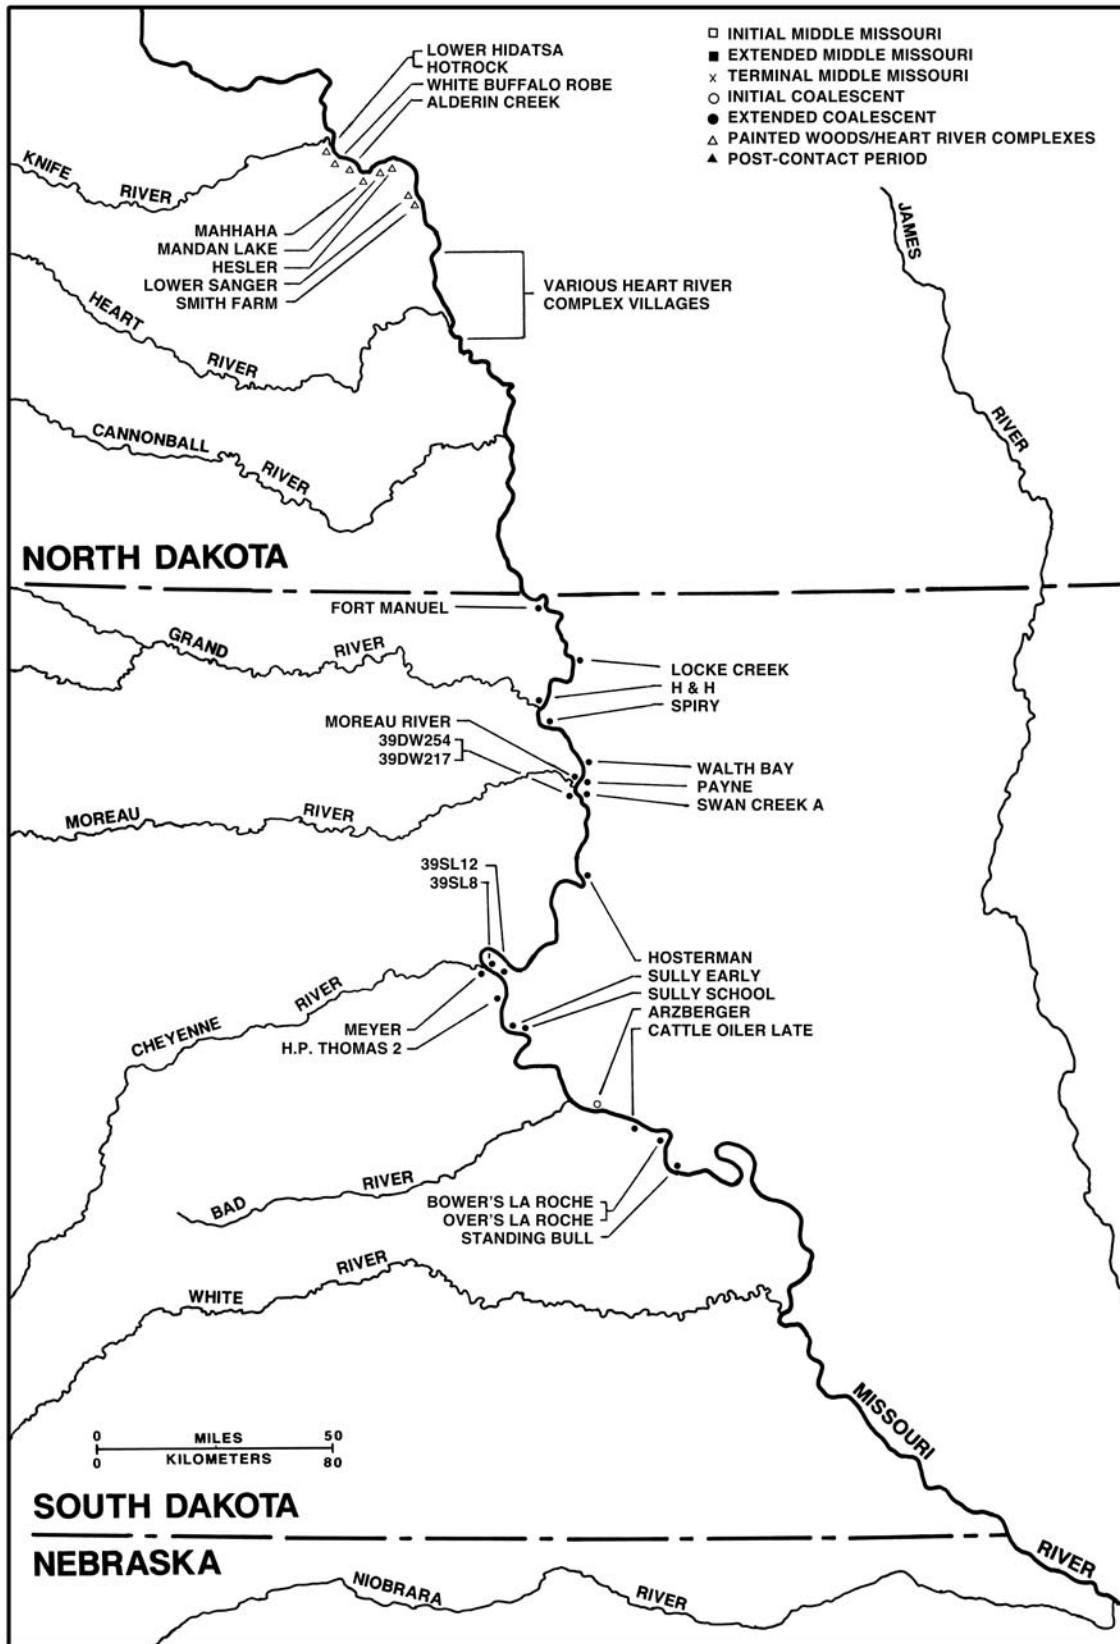 LOWER HIDATSA
HOTROCK
WHITE BUFFALO ROBE
ALDERIN CREEK
□ INITIAL MIDDLE MISSOURI
■ EXTENDED MIDDLE MISSOURI
x TERMINAL MIDDLE MISSOURI
○ INITIAL COALESCENT
● EXTENDED COALESCENT
△ PAINTED WOODS/HEART RIVER COMPLEXES
▲ POST-CONTACT PERIOD
KNIFE RIVER
MAHHAHA
MANDAN LAKE
HESLER
LOWER SANGER
SMITH FARM
JAMES RIVER
VARIOUS HEART RIVER
COMPLEX VILLAGES
HEART RIVER
CANNONBALL RIVER
NORTH DAKOTA
FORT MANUEL
GRAND RIVER
LOCKE CREEK
H & H
SPIRY
MOREAU RIVER
39DW254
39DW217
WALTH BAY
PAYNE
SWAN CREEK A
MOREAU RIVER
39SL12
39SL8
HOSTERMAN
SULLY EARLY
SULLY SCHOOL
ARZBERGER
CATTLE OILER LATE
CHEYENNE RIVER
MEYER
H.P. THOMAS 2
BAD RIVER
BOWER'S LA ROCHE
OVER'S LA ROCHE
STANDING BULL
WHITE RIVER
0 MILES 50
0 KILOMETERS 80
MISSOURI RIVER
SOUTH DAKOTA
NEBRASKA
NIOBRARA RIVER